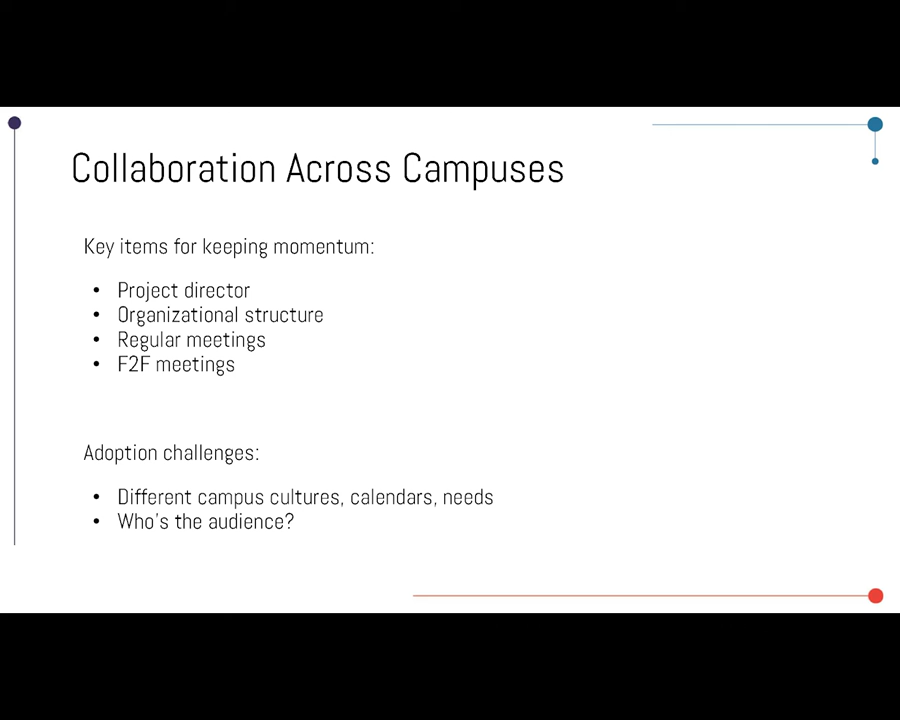 Collaboration Across Campuses
Key items for keeping momentum:
• Project director
• Organizational structure
• Regular meetings
• F2F meetings
Adoption challenges:
• Different campus cultures, calendars, needs
• Who's the audience?